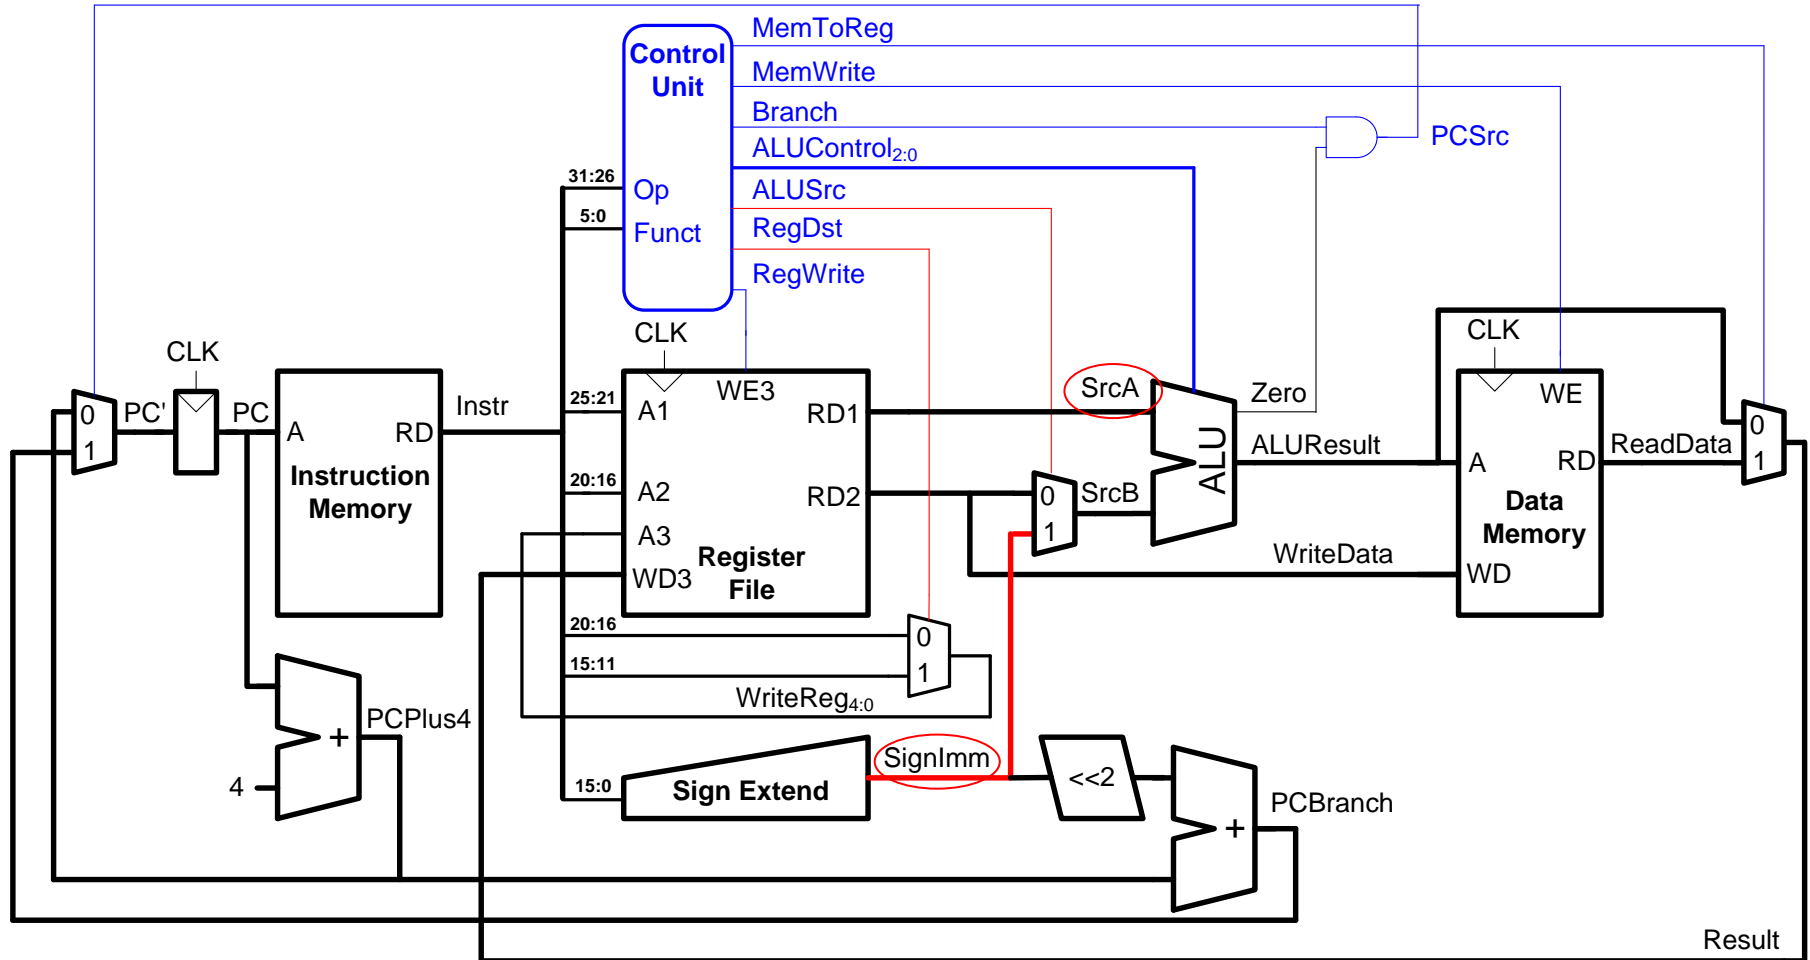 MemToReg
Control
Unit
MemWrite
Branch
PCSrc
ALUControl2:0
31:26
Op
ALUSrc
5:0
Funct
RegDst
RegWrite
CLK
CLK
CLK
0
1
PC'
PC
A
RD
Instruction
Memory
Instr
25:21
A1
WE3
RD1
SrcA
Zero
ALU
ALUResult
WE
A
RD
ReadData
0
1
20:16
A2
RD2
0
1
SrcB
Data
Memory
A3
WD3
Register
File
WriteData
WD
20:16
15:11
0
1
WriteReg4:0
PCPlus4
+
4
15:0
Sign Extend
SignImm
<<2
PCBranch
+
Result